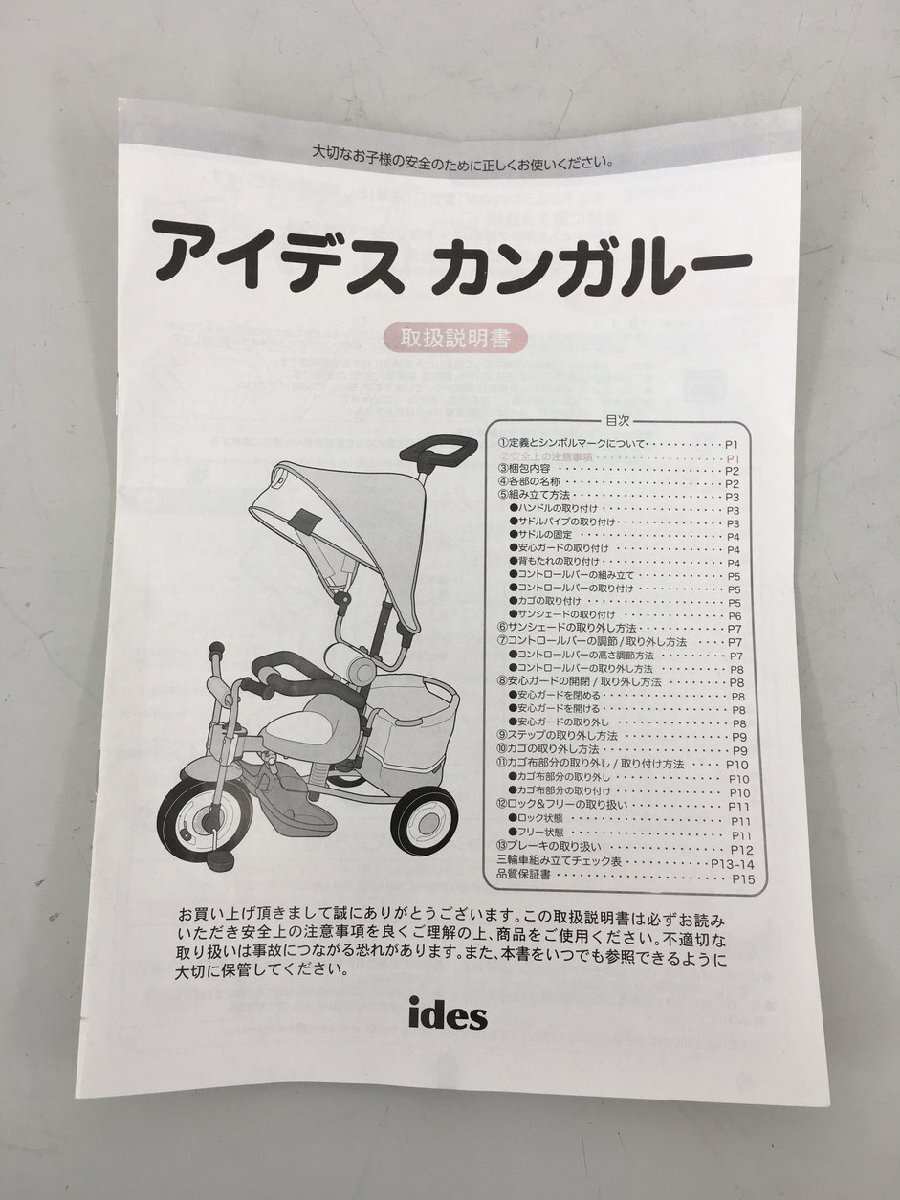 大切なお子様の安全のために正しくお使いください。
アイデス カンガルー
取扱説明書
目次
①定義とシンボルマークについて・・・・・・・・・・・P1
②安全上の注意事項・・・・・・・・・・・・・・・・・P1
③梱包内容・・・・・・・・・・・・・・・・・・・・・P2
④各部の名称・・・・・・・・・・・・・・・・・・・・P2
⑤組み立て方法・・・・・・・・・・・・・・・・・・・P3
●ハンドルの取り付け・・・・・・・・・・・・・・・・P3
●サドルパイプの取り付け・・・・・・・・・・・・・・P3
●サドルの固定・・・・・・・・・・・・・・・・・・・P4
●安心ガードの取り付け・・・・・・・・・・・・・・・P4
●背もたれの取り付け・・・・・・・・・・・・・・・・P4
●コントロールバーの組み立て・・・・・・・・・・・・P5
●コントロールバーの取り付け・・・・・・・・・・・・P5
●カゴの取り付け・・・・・・・・・・・・・・・・・・P5
●サンシェードの取り付け・・・・・・・・・・・・・・P6
⑥サンシェードの取り外し方法・・・・・・・・・・・・P7
⑦コントロールバーの調節/取り外し方法・・・・・P7
●コントロールバーの高さ調節方法・・・・・・・・・・P7
●コントロールバーの取り外し方法・・・・・・・・・・P8
⑧安心ガードの開閉/取り外し方法・・・・・・・・・P8
●安心ガードを閉める・・・・・・・・・・・・・・・・P8
●安心ガードを開ける・・・・・・・・・・・・・・・・P8
●安心ガードの取り外し・・・・・・・・・・・・・・・P8
⑨ステップの取り外し方法・・・・・・・・・・・・・・P9
⑩カゴの取り外し方法・・・・・・・・・・・・・・・・P9
⑪カゴ布部分の取り外し/取り付け方法・・・・P10
●カゴ布部分の取り外し・・・・・・・・・・・・・・・P10
●カゴ布部分の取り付け・・・・・・・・・・・・・・・P10
⑫ロック&フリーの取り扱い・・・・・・・・・・・・・P11
●ロック状態・・・・・・・・・・・・・・・・・・・・P11
●フリー状態・・・・・・・・・・・・・・・・・・・・P11
⑬ブレーキの取り扱い・・・・・・・・・・・・・・・・P12
三輪車組み立てチェック表・・・・・・・・・・・P13-14
品質保証書・・・・・・・・・・・・・・・・・・・・・P15
お買い上げ頂きまして誠にありがとうございます。この取扱説明書は必ずお読み
いただき安全上の注意事項を良くご理解の上、商品をご使用ください。不適切な
取り扱いは事故につながる恐れがあります。また、本書をいつでも参照できるように
大切に保管してください。
ides